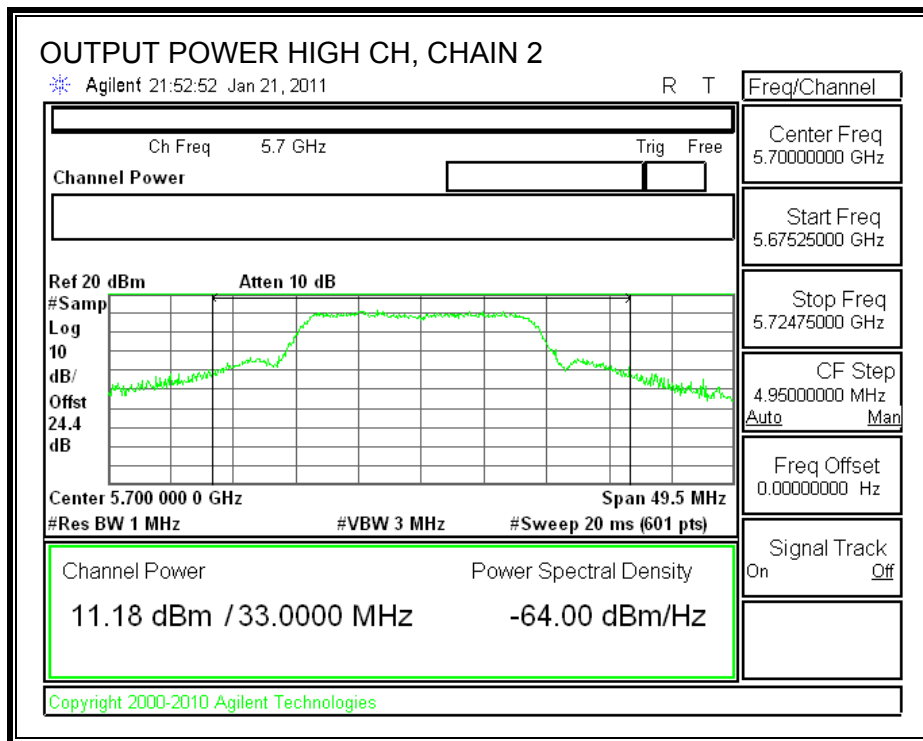 OUTPUT POWER HIGH CH, CHAIN 2
Agilent 21:52:52 Jan 21, 2011 R T
Freq/Channel
Ch Freq 5.7 GHz Trig Free
Channel Power
Center Freq
5.70000000 GHz
Start Freq
5.67525000 GHz
Stop Freq
5.72475000 GHz
CF Step
4.95000000 MHz
Auto Man
Freq Offset
0.00000000 Hz
Signal Track
On Off
Ref 20 dBm Atten 10 dB
#Samp
Log
10
dB/
Offst
24.4
dB
Center 5.700 000 0 GHz Span 49.5 MHz
#Res BW 1 MHz #VBW 3 MHz #Sweep 20 ms (601 pts)
Channel Power Power Spectral Density
11.18 dBm / 33.0000 MHz -64.00 dBm/Hz
Copyright 2000-2010 Agilent Technologies